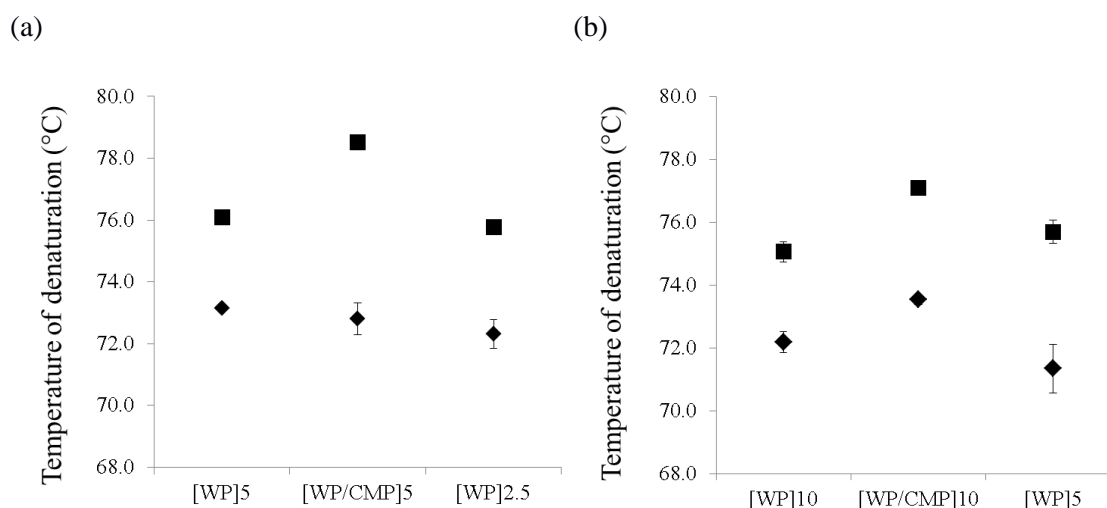 (a)
Temperature of denaturation (°C)
80.0
78.0
76.0
74.0
72.0
70.0
68.0
[WP]5 [WP/CMP]5 [WP]2.5
(b)
Temperature of denaturation (°C)
80.0
78.0
76.0
74.0
72.0
70.0
68.0
[WP]10 [WP/CMP]10 [WP]5